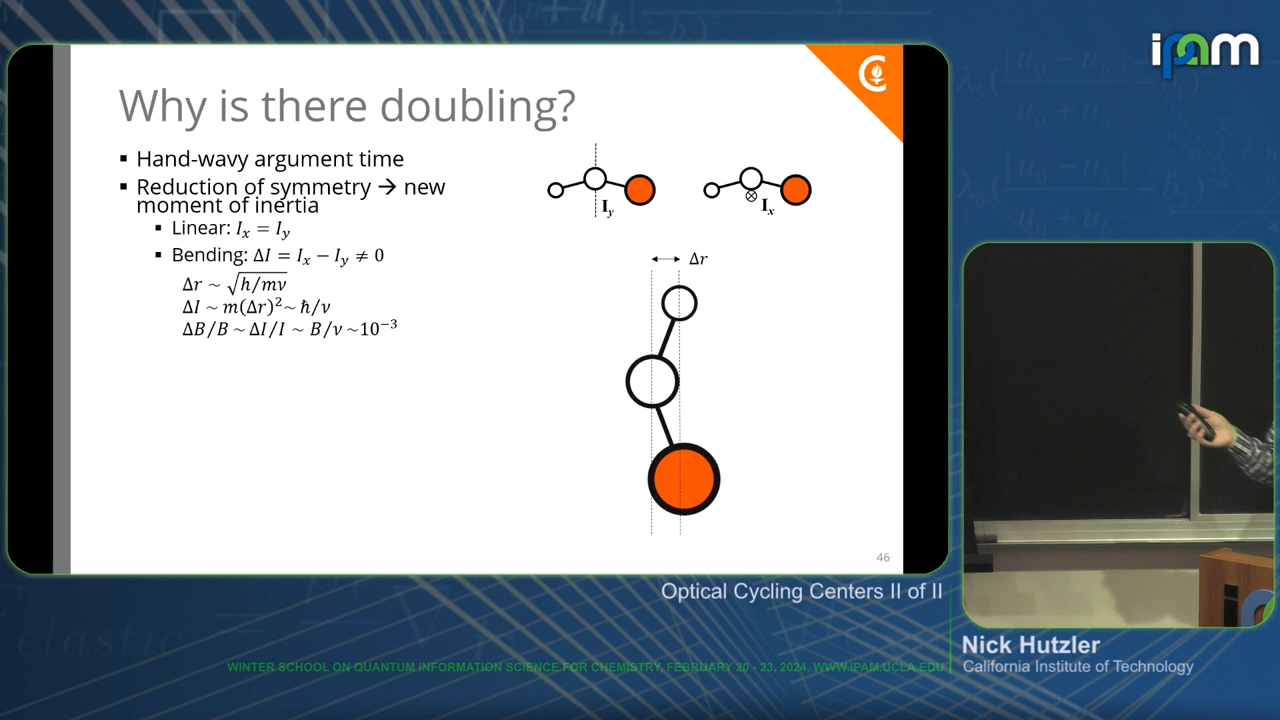 ipam
Why is there doubling?
▪ Hand-wavy argument time
▪ Reduction of symmetry → new
moment of inertia
▪ Linear: I_x = I_y
▪ Bending: ΔI = I_x − I_y ≠ 0
Δr ~ √(h/mν)
ΔI ~ m(Δr)² ~ ħ/ν
ΔB/B ~ ΔI/I ~ B/ν ~10⁻³
I_y
I_x
Δr
46
Optical Cycling Centers II of II
Nick Hutzler
California Institute of Technology
WINTER SCHOOL ON QUANTUM INFORMATION SCIENCE FOR CHEMISTRY, FEBRUARY 20 - 23, 2024, WWW.IPAM.UCLA.EDU
elastic